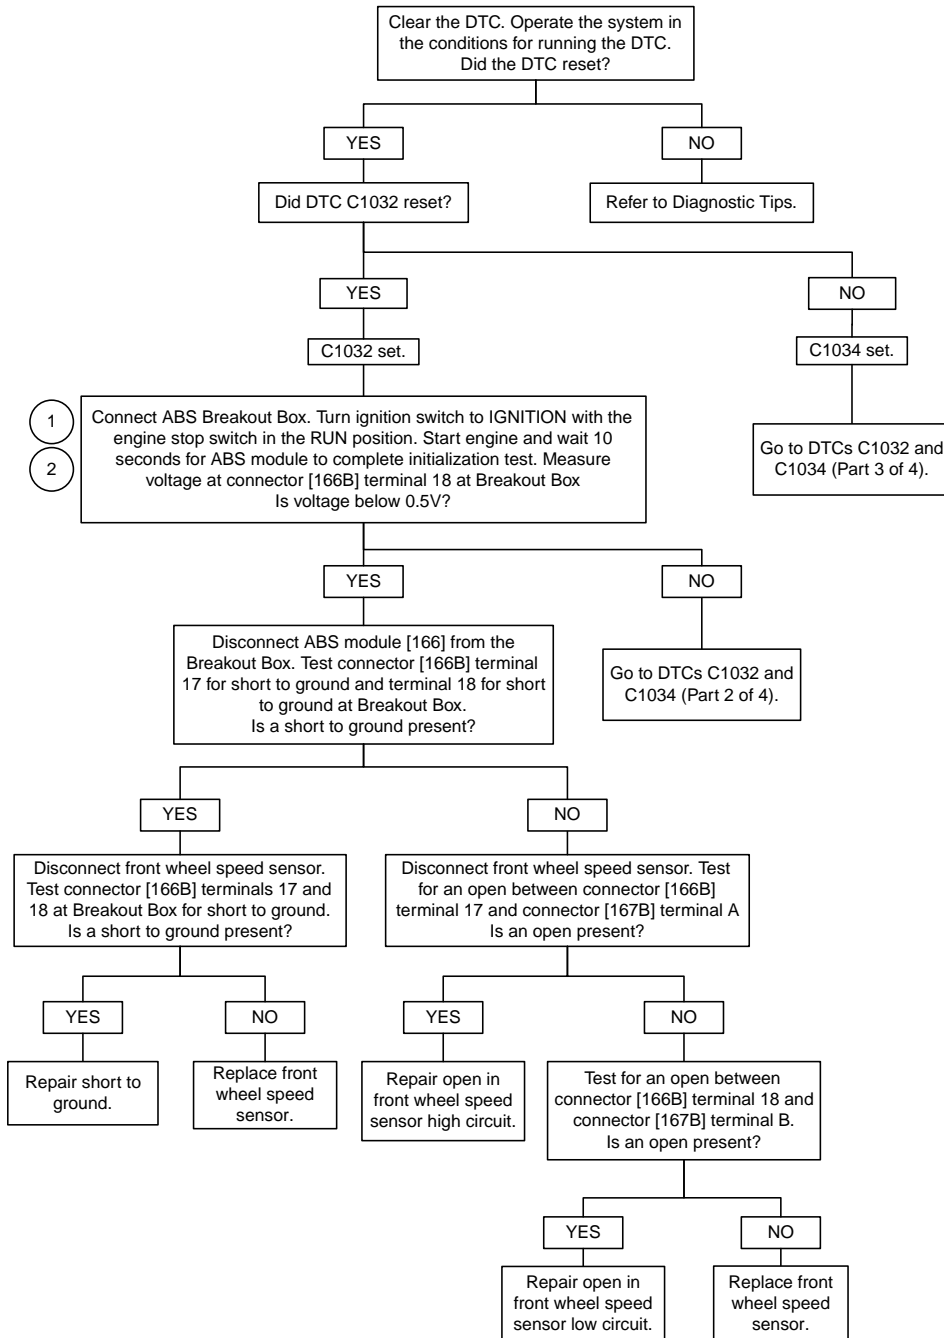 Clear the DTC. Operate the system in
the conditions for running the DTC.
Did the DTC reset?
YES
NO
Did DTC C1032 reset?
Refer to Diagnostic Tips.
YES
NO
C1032 set.
C1034 set.
1
2
Connect ABS Breakout Box. Turn ignition switch to IGNITION with the
engine stop switch in the RUN position. Start engine and wait 10
seconds for ABS module to complete initialization test. Measure
voltage at connector [166B] terminal 18 at Breakout Box
Is voltage below 0.5V?
Go to DTCs C1032 and
C1034 (Part 3 of 4).
YES
NO
Disconnect ABS module [166] from the
Breakout Box. Test connector [166B] terminal
17 for short to ground and terminal 18 for short
to ground at Breakout Box.
Is a short to ground present?
Go to DTCs C1032 and
C1034 (Part 2 of 4).
YES
NO
Disconnect front wheel speed sensor.
Test connector [166B] terminals 17 and
18 at Breakout Box for short to ground.
Is a short to ground present?
Disconnect front wheel speed sensor. Test
for an open between connector [166B]
terminal 17 and connector [167B] terminal A
Is an open present?
YES
NO
YES
NO
Repair short to
ground.
Replace front
wheel speed
sensor.
Repair open in
front wheel speed
sensor high circuit.
Test for an open between
connector [166B] terminal 18 and
connector [167B] terminal B.
Is an open present?
YES
NO
Repair open in
front wheel speed
sensor low circuit.
Replace front
wheel speed
sensor.